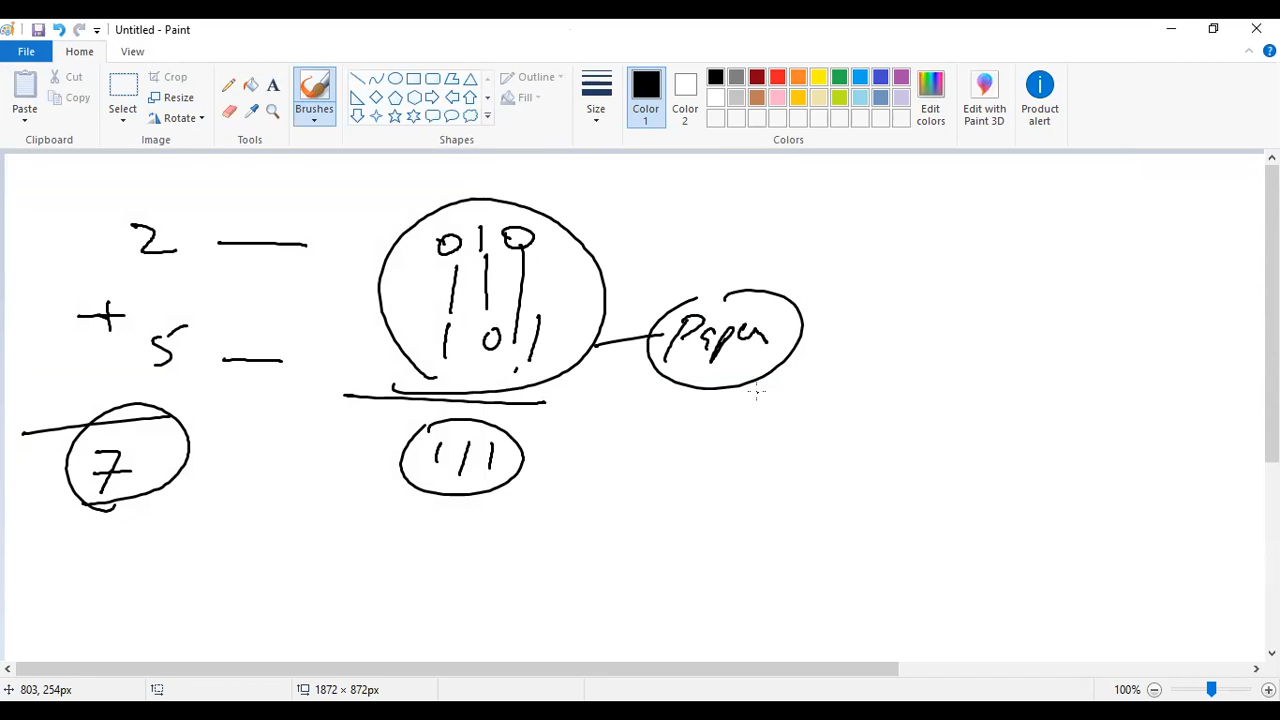 Untitled - Paint
File Home View
Paste
Cut
Copy
Clipboard
Select
Crop
Resize
Rotate
Image
Tools
Brushes
Shapes
Outline
Fill
Size
Color 1
Color 2
Colors
Edit colors
Edit with Paint 3D
Product alert
2 — 010
+
5 — 101
7 111
Paper
803, 254px
1872 × 872px
100%